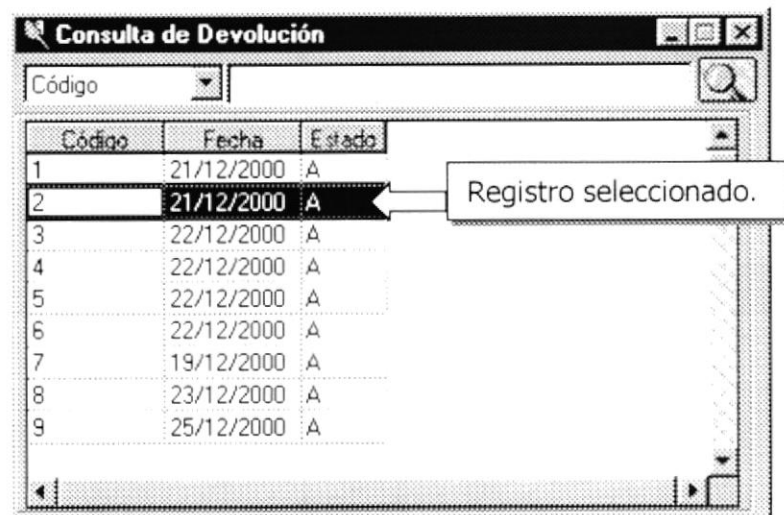 Consulta de Devolución
Código
Código Fecha Estado
1 21/12/2000 A
2 21/12/2000 A
Registro seleccionado.
3 22/12/2000 A
4 22/12/2000 A
5 22/12/2000 A
6 22/12/2000 A
7 19/12/2000 A
8 23/12/2000 A
9 25/12/2000 A